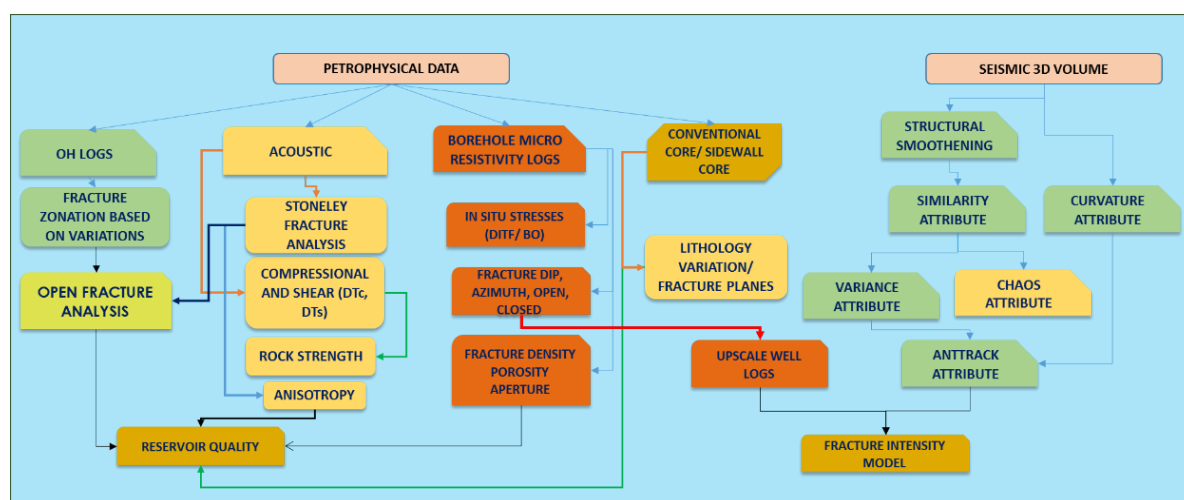 PETROPHYSICAL DATA
SEISMIC 3D VOLUME
OH LOGS
ACOUSTIC
BOREHOLE MICRO
RESISTIVITY LOGS
CONVENTIONAL
CORE/ SIDEWALL
CORE
STRUCTURAL
SMOOTHENING
FRACTURE
ZONATION BASED
ON VARIATIONS
STONELEY
FRACTURE
ANALYSIS
IN SITU STRESSES
(DITF/ BO)
SIMILARITY
ATTRIBUTE
CURVATURE
ATTRIBUTE
OPEN FRACTURE
ANALYSIS
COMPRESSIONAL
AND SHEAR (DTc,
DTs)
FRACTURE DIP,
AZIMUTH, OPEN,
CLOSED
LITHOLOGY
VARIATION/
FRACTURE PLANES
VARIANCE
ATTRIBUTE
CHAOS
ATTRIBUTE
ROCK STRENGTH
FRACTURE DENSITY
POROSITY
APERTURE
UPSCALE WELL
LOGS
ANTTRACK
ATTRIBUTE
ANISOTROPY
RESERVOIR QUALITY
FRACTURE INTENSITY
MODEL